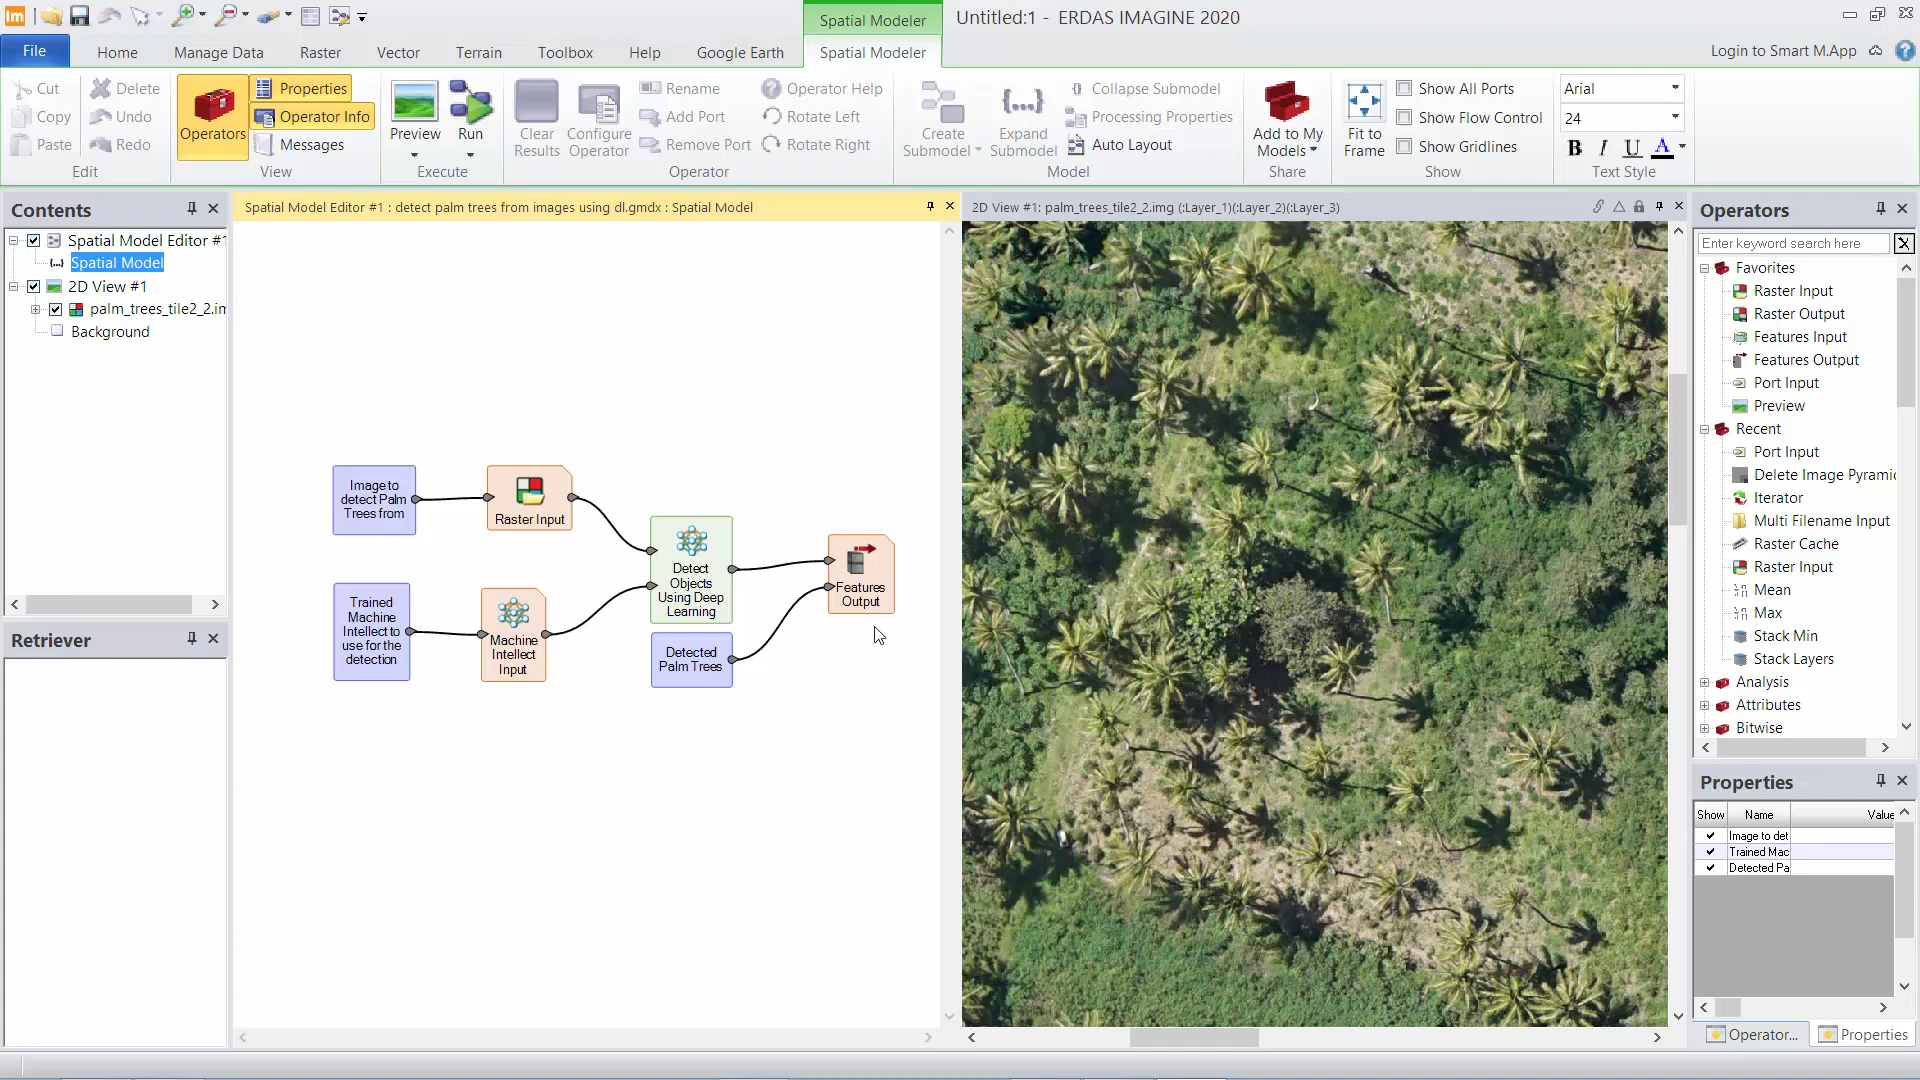 Spatial Modeler
Untitled:1 - ERDAS IMAGINE 2020
File
Home
Manage Data
Raster
Vector
Terrain
Toolbox
Help
Google Earth
Spatial Modeler
Login to Smart M.App
Cut
Copy
Paste
Delete
Undo
Redo
Edit
Operators
Properties
Operator Info
Messages
View
Preview
Run
Execute
Clear
Results
Configure
Operator
Rename
Add Port
Remove Port
Operator Help
Rotate Left
Rotate Right
Operator
Create
Submodel
Expand
Submodel
Collapse Submodel
Processing Properties
Auto Layout
Model
Add to My
Models
Share
Fit to
Frame
Show All Ports
Show Flow Control
Show Gridlines
Show
Arial
24
B I U A
Text Style
Contents
Spatial Model Editor #1
Spatial Model
2D View #1
palm_trees_tile2_2.im
Background
Retriever
Spatial Model Editor #1 : detect palm trees from images using dl.gmdx : Spatial Model
Image to
detect Palm
Trees from
Raster Input
Trained
Machine
Intellect to
use for the
detection
Machine
Intellect
Input
Detect
Objects
Using Deep
Learning
Detected
Palm Trees
Features
Output
2D View #1: palm_trees_tile2_2.img (:Layer_1)(:Layer_2)(:Layer_3)
Operators
Enter keyword search here
Favorites
Raster Input
Raster Output
Features Input
Features Output
Port Input
Preview
Recent
Port Input
Delete Image Pyramid
Iterator
Multi Filename Input
Raster Cache
Raster Input
Mean
Max
Stack Min
Stack Layers
Analysis
Attributes
Bitwise
Properties
Show Name Value
Image to det
Trained Mac
Detected Pa
Operator...
Properties